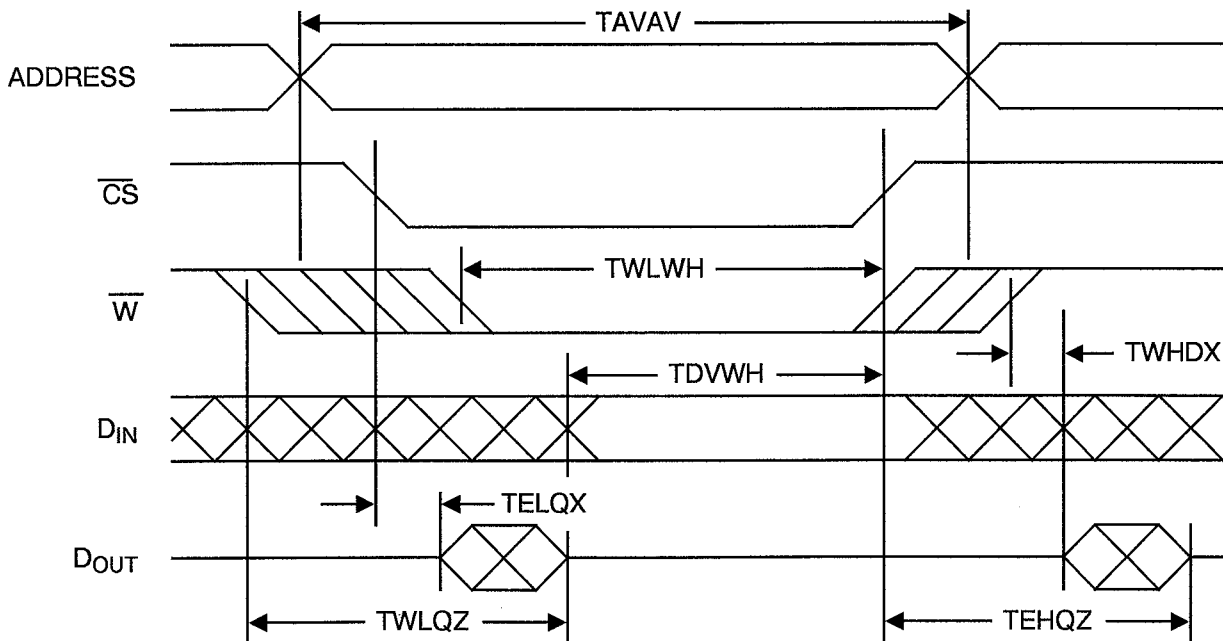 TAVAV
ADDRESS
CS
TWLWH
W
TWHDX
TDVWH
DIN
TELQX
DOUT
TWLQZ
TEHQZ